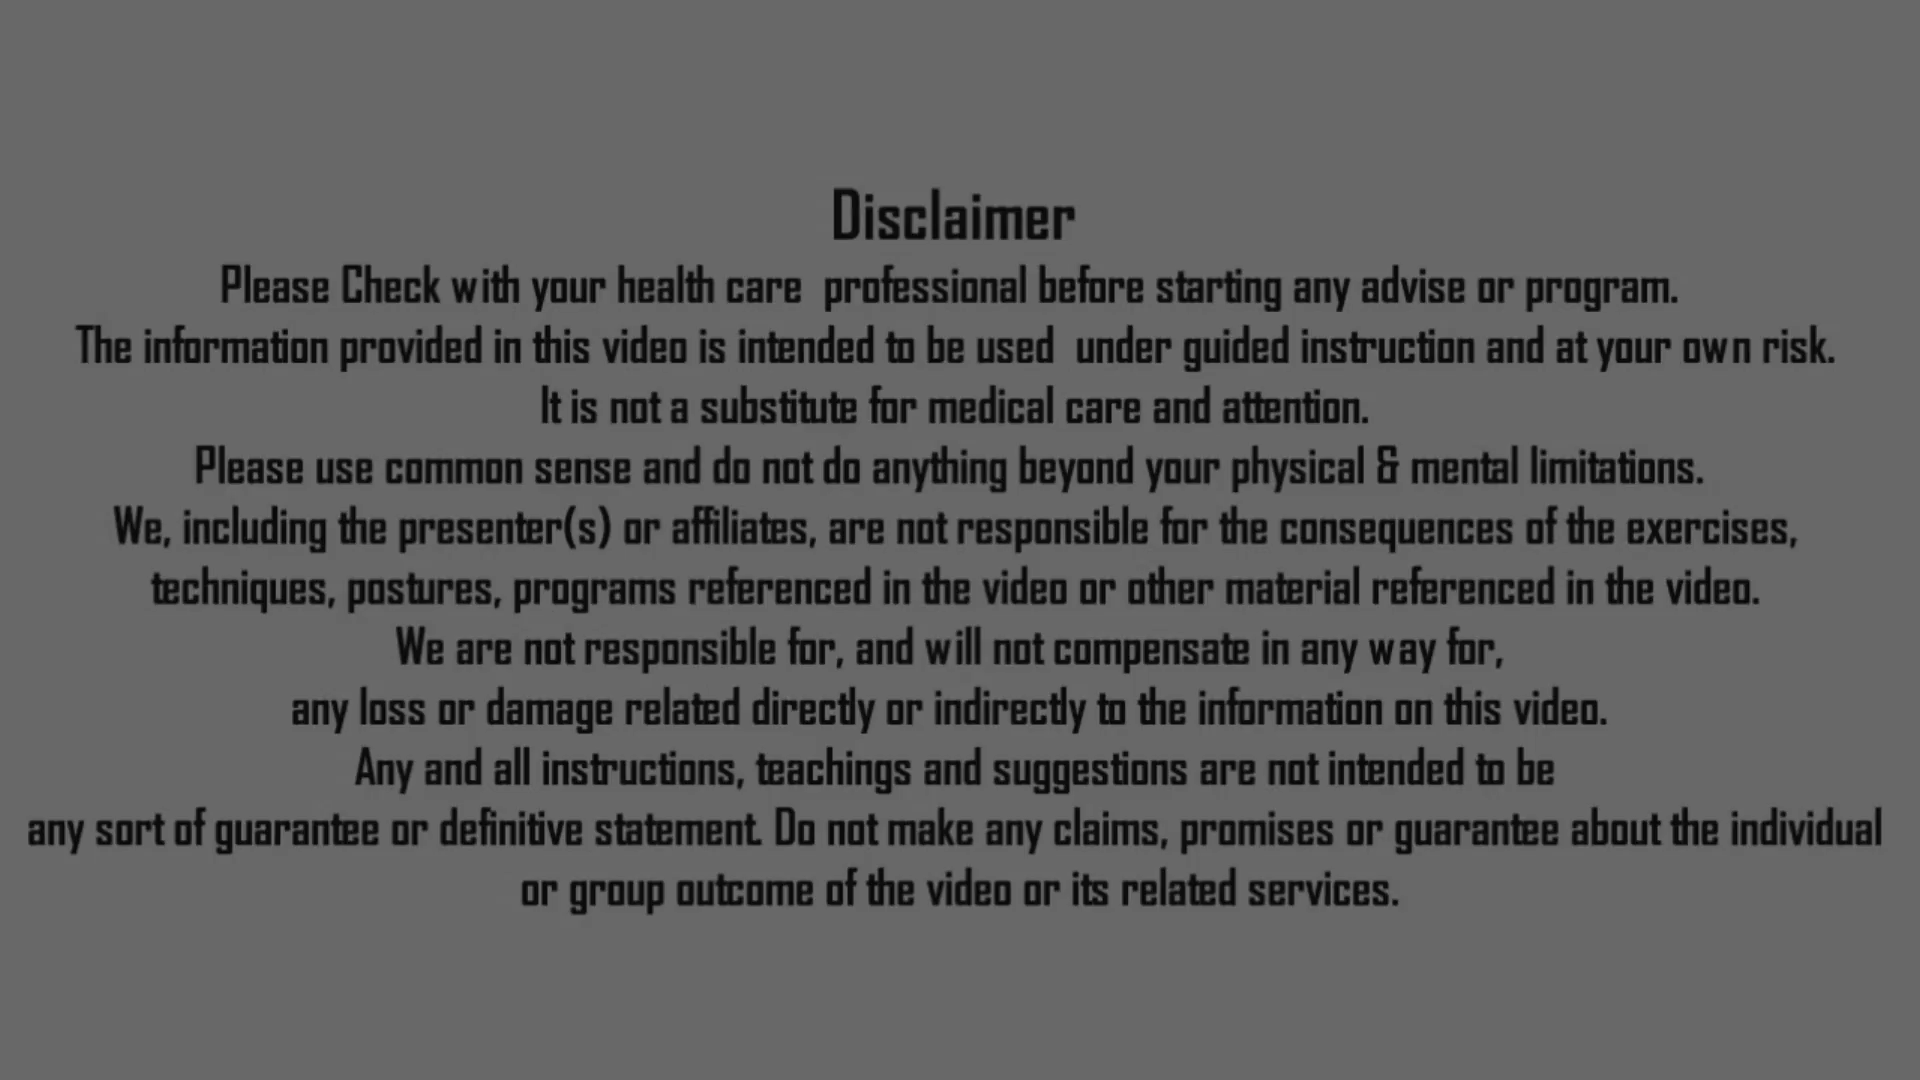 Disclaimer
Please Check with your health care professional before starting any advise or program.
The information provided in this video is intended to be used under guided instruction and at your own risk.
It is not a substitute for medical care and attention.
Please use common sense and do not do anything beyond your physical & mental limitations.
We, including the presenter(s) or affiliates, are not responsible for the consequences of the exercises,
techniques, postures, programs referenced in the video or other material referenced in the video.
We are not responsible for, and will not compensate in any way for,
any loss or damage related directly or indirectly to the information on this video.
Any and all instructions, teachings and suggestions are not intended to be
any sort of guarantee or definitive statement. Do not make any claims, promises or guarantee about the individual
or group outcome of the video or its related services.